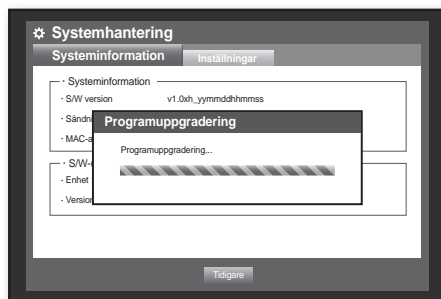 Systemhantering
Systeminformation
Inställningar
· Systeminformation
· S/W version v1.0xh_yymmddhhmmss
· MAC-a
Programuppgradering
Programuppgradering...
· S/W-
· Enhet
· Version
Tidigare